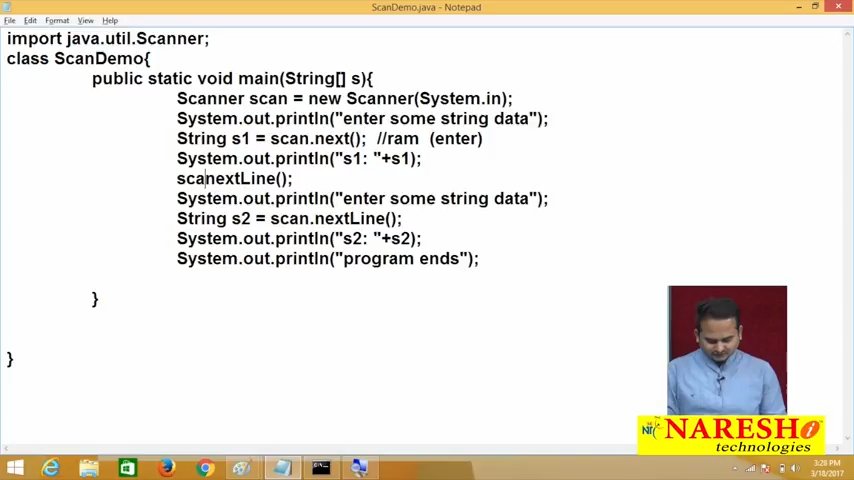 ScanDemo.java - Notepad
File Edit Format View Help
import java.util.Scanner;
class ScanDemo{
public static void main(String[] s){
Scanner scan = new Scanner(System.in);
System.out.println("enter some string data");
String s1 = scan.next(); //ram (enter)
System.out.println("s1: "+s1);
scanextLine();
System.out.println("enter some string data");
String s2 = scan.nextLine();
System.out.println("s2: "+s2);
System.out.println("program ends");
}
}
NARESH i
technologies
3:28 PM
3/18/2017